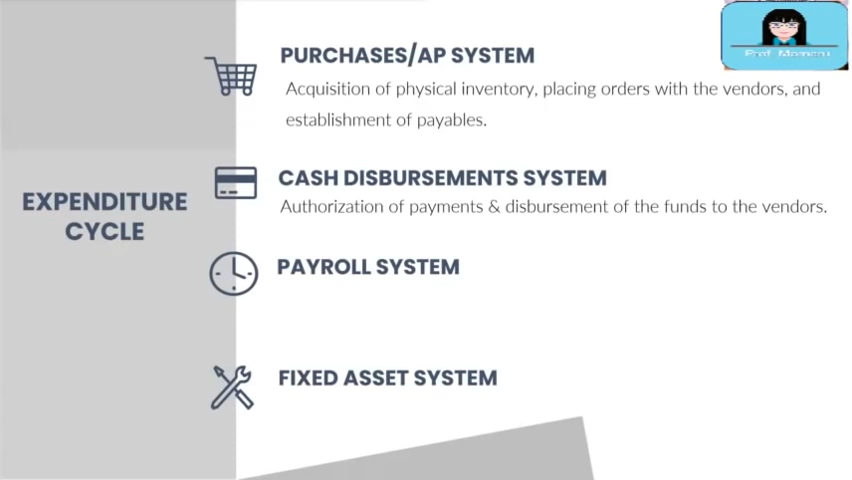 PURCHASES/AP SYSTEM
Acquisition of physical inventory, placing orders with the vendors, and
establishment of payables.
EXPENDITURE
CYCLE
CASH DISBURSEMENTS SYSTEM
Authorization of payments & disbursement of the funds to the vendors.
PAYROLL SYSTEM
FIXED ASSET SYSTEM
Prof.